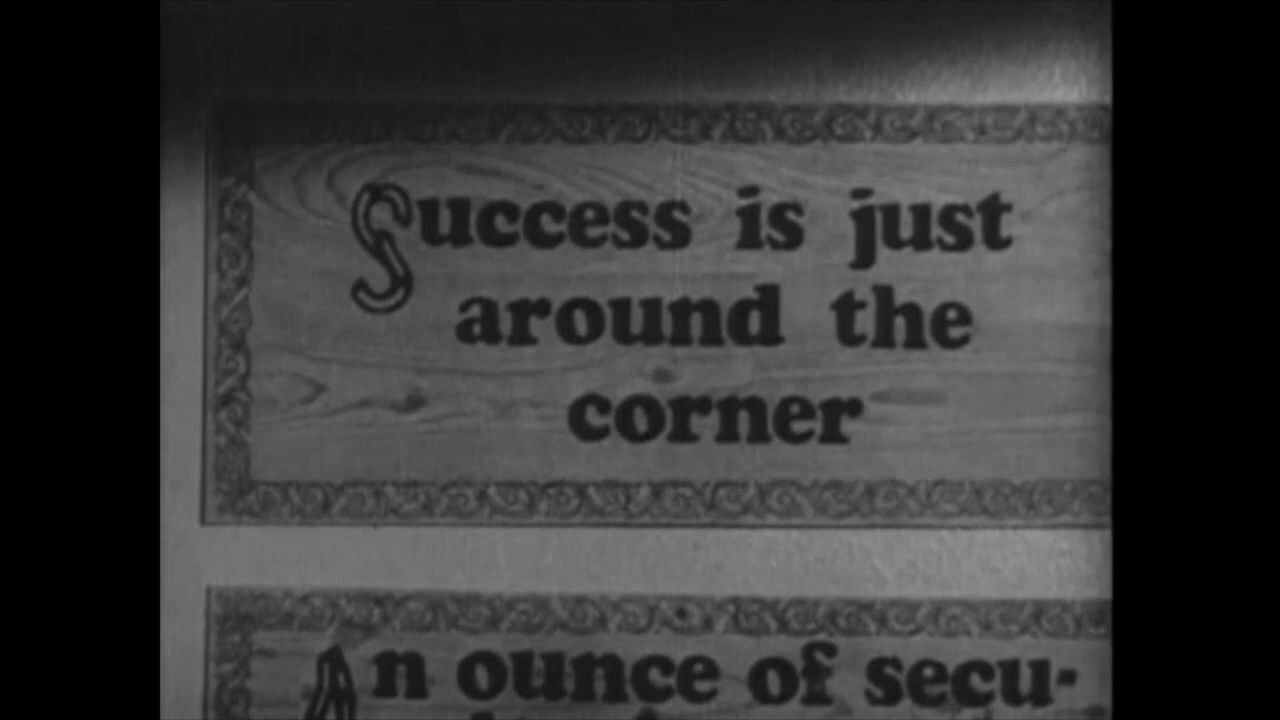 Success is just
around the
corner
An ounce of secu-